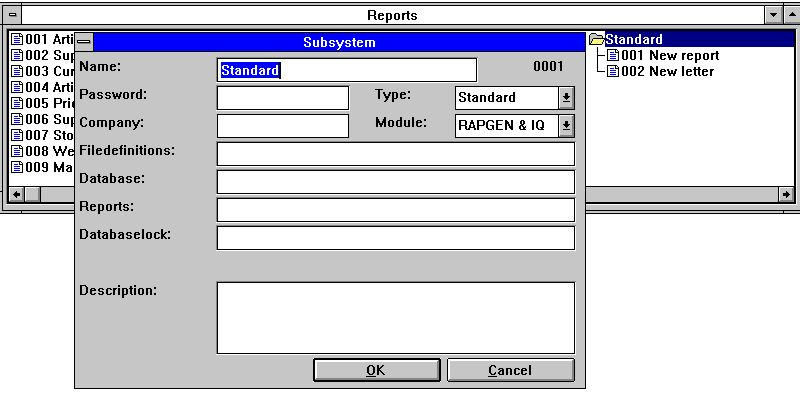 Reports
001 Arti
002 Sup
003 Cur
004 Arti
005 Pric
006 Sup
007 Sto
008 We
009 Ma
Subsystem
Name: Standard 0001
Password: Type: Standard
Company: Module: RAPGEN & IQ
Filedefinitions:
Database:
Reports:
Databaselock:
Description:
OK Cancel
Standard
001 New report
002 New letter